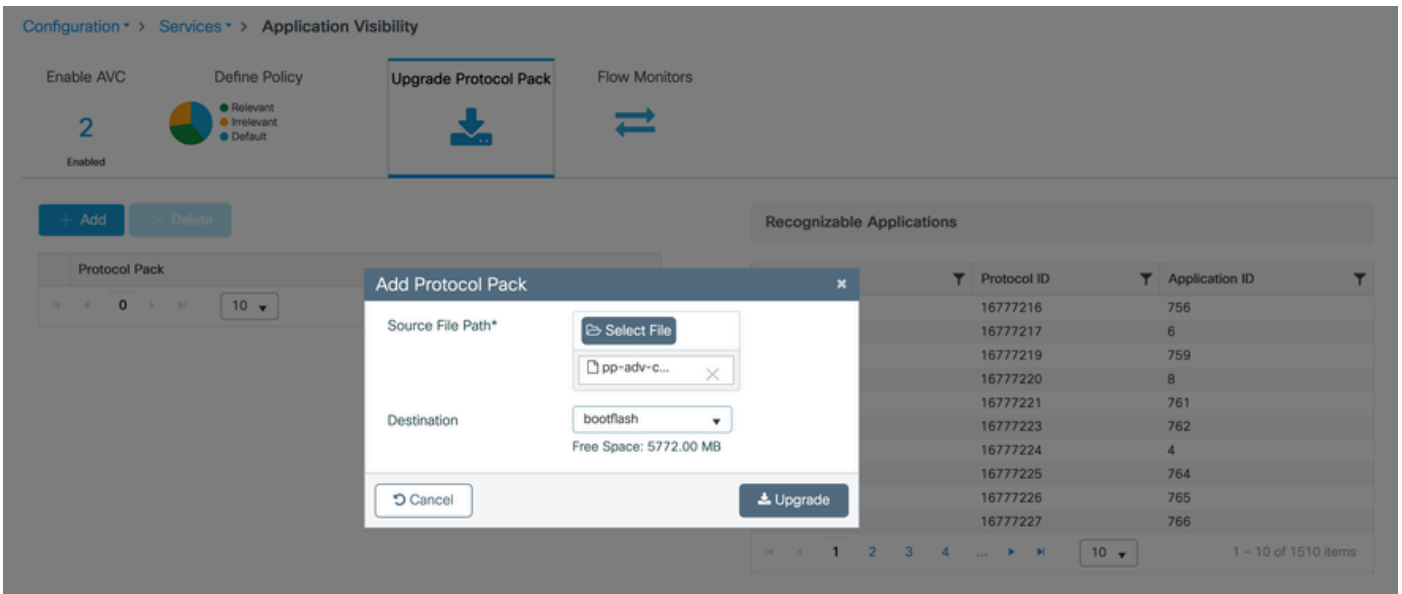 Configuration > Services > Application Visibility
Enable AVC
2
Enabled
Define Policy
Relevant
Irrelevant
Default
Upgrade Protocol Pack
Flow Monitors
+ Add
× Delete
Protocol Pack
0
10
Recognizable Applications
Protocol ID Application ID
16777216 756
16777217 6
16777219 759
16777220 8
16777221 761
16777223 762
16777224 4
16777225 764
16777226 765
16777227 766
1 2 3 4 ... 10 1 - 10 of 1510 items
Add Protocol Pack ×
Source File Path*
Select File
pp-adv-c...
Destination
bootflash
Free Space: 5772.00 MB
Cancel
Upgrade